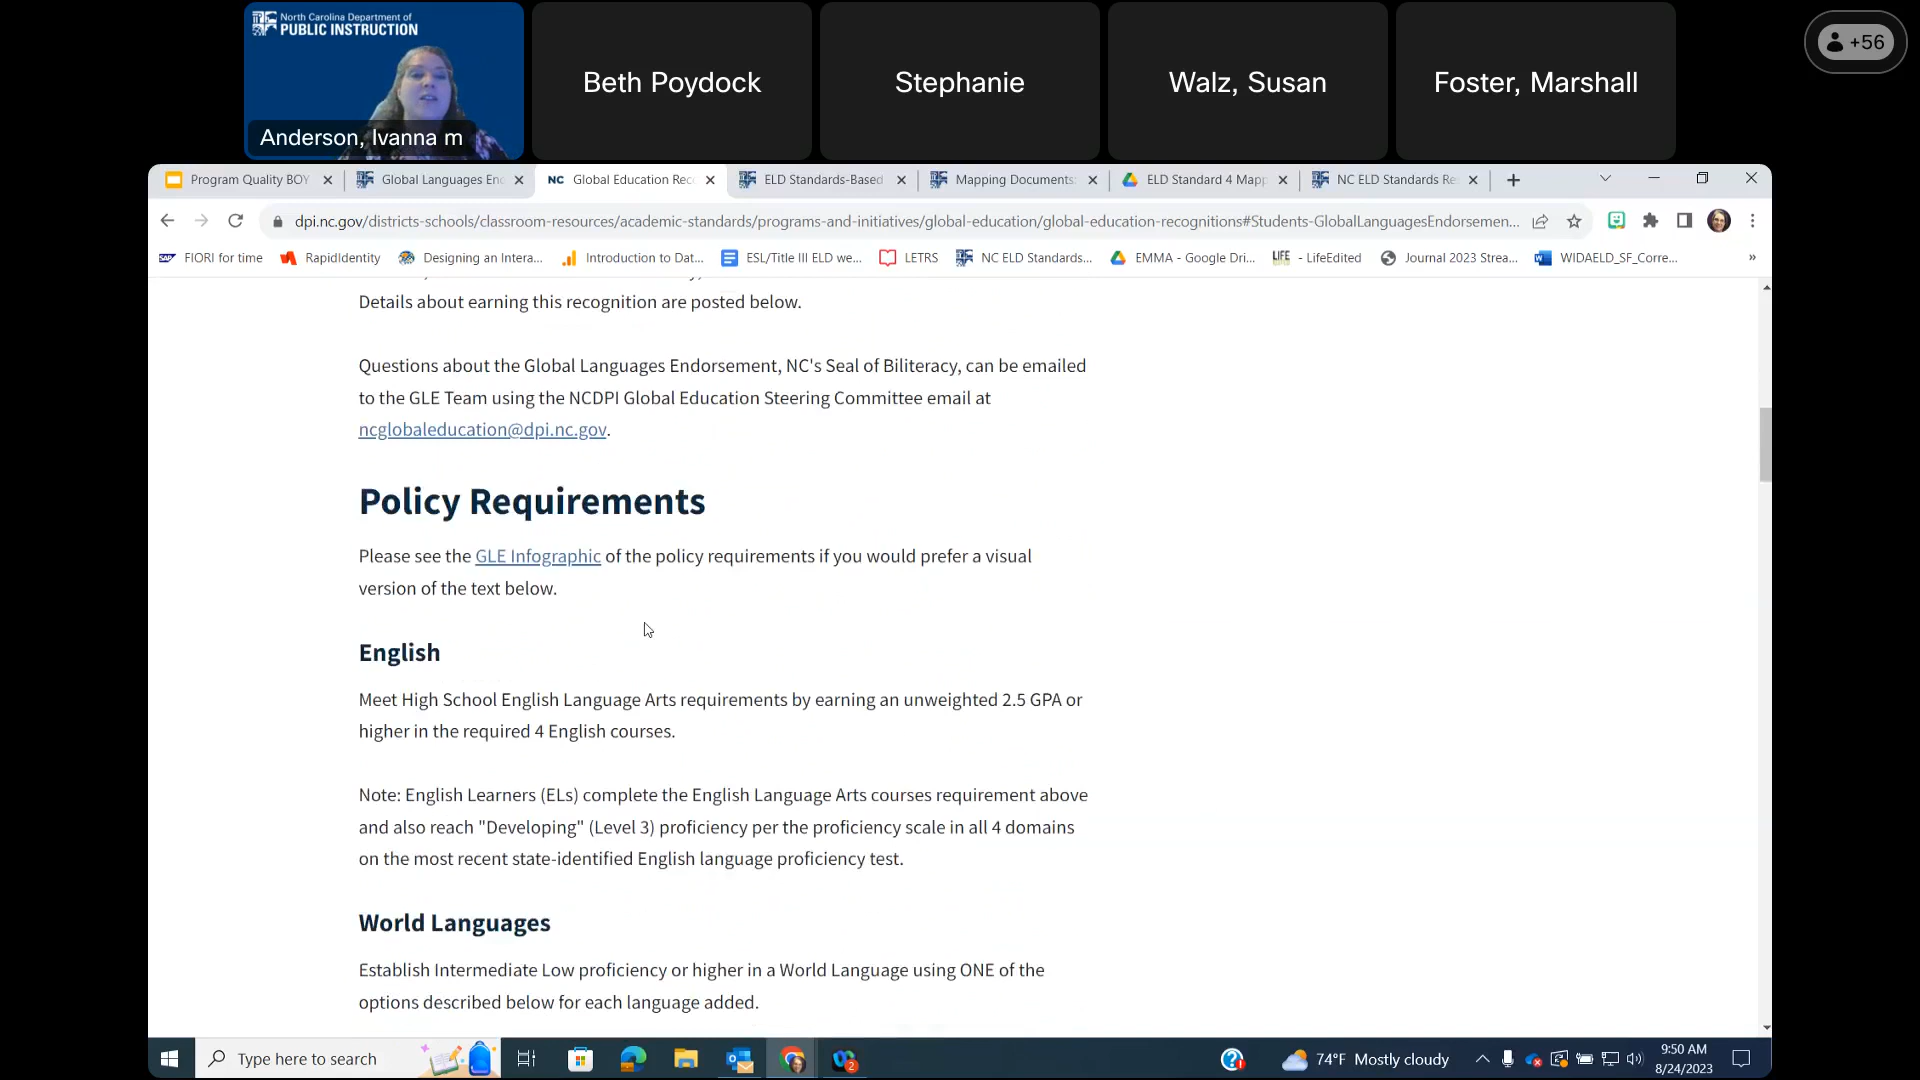 North Carolina Department of
PUBLIC INSTRUCTION
Anderson, Ivanna m
Beth Poydock
Stephanie
Walz, Susan
Foster, Marshall
+56
Program Quality BOY
Global Languages En
Global Education Rec
ELD Standards-Based
Mapping Documents
ELD Standard 4 Mapp
NC ELD Standards Re
dpi.nc.gov/districts-schools/classroom-resources/academic-standards/programs-and-initiatives/global-education/global-education-recognitions#Students-GlobalLanguagesEndorsemen...
FIORI for time
RapidIdentity
Designing an Intera...
Introduction to Dat...
ESL/Title III ELD we...
LETRS
NC ELD Standards...
EMMA - Google Dri...
LIFE - LifeEdited
Journal 2023 Strea...
WIDAELD_SF_Corre...
»
Details about earning this recognition are posted below.
Questions about the Global Languages Endorsement, NC's Seal of Biliteracy, can be emailed
to the GLE Team using the NCDPI Global Education Steering Committee email at
ncglobaleducation@dpi.nc.gov.
Policy Requirements
Please see the GLE Infographic of the policy requirements if you would prefer a visual
version of the text below.
English
Meet High School English Language Arts requirements by earning an unweighted 2.5 GPA or
higher in the required 4 English courses.
Note: English Learners (ELs) complete the English Language Arts courses requirement above
and also reach "Developing" (Level 3) proficiency per the proficiency scale in all 4 domains
on the most recent state-identified English language proficiency test.
World Languages
Establish Intermediate Low proficiency or higher in a World Language using ONE of the
options described below for each language added.
Type here to search
2
74°F Mostly cloudy
9:50 AM
8/24/2023